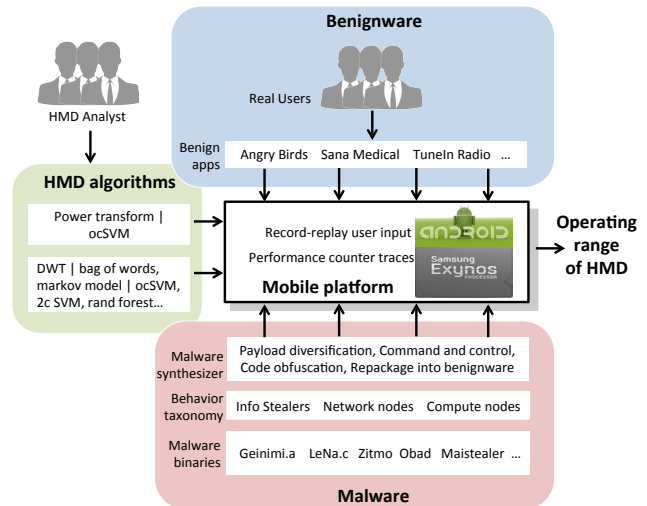 Benignware
Real Users
HMD Analyst
Benign
apps
Angry Birds Sana Medical TuneIn Radio ...
HMD algorithms
Power transform |
ocSVM
DWT | bag of words,
markov model | ocSVM,
2c SVM, rand forest...
Record-replay user input
Performance counter traces
Mobile platform
ANDROID
Samsung
Exynos
PROCESSOR
Operating
range
of HMD
Malware
synthesizer
Payload diversification, Command and control,
Code obfuscation, Repackage into benignware
Behavior
taxonomy
Info Stealers Network nodes Compute nodes
Malware
binaries
Geinimi.a LeNa.c Zitmo Obad Maistealer ...
Malware